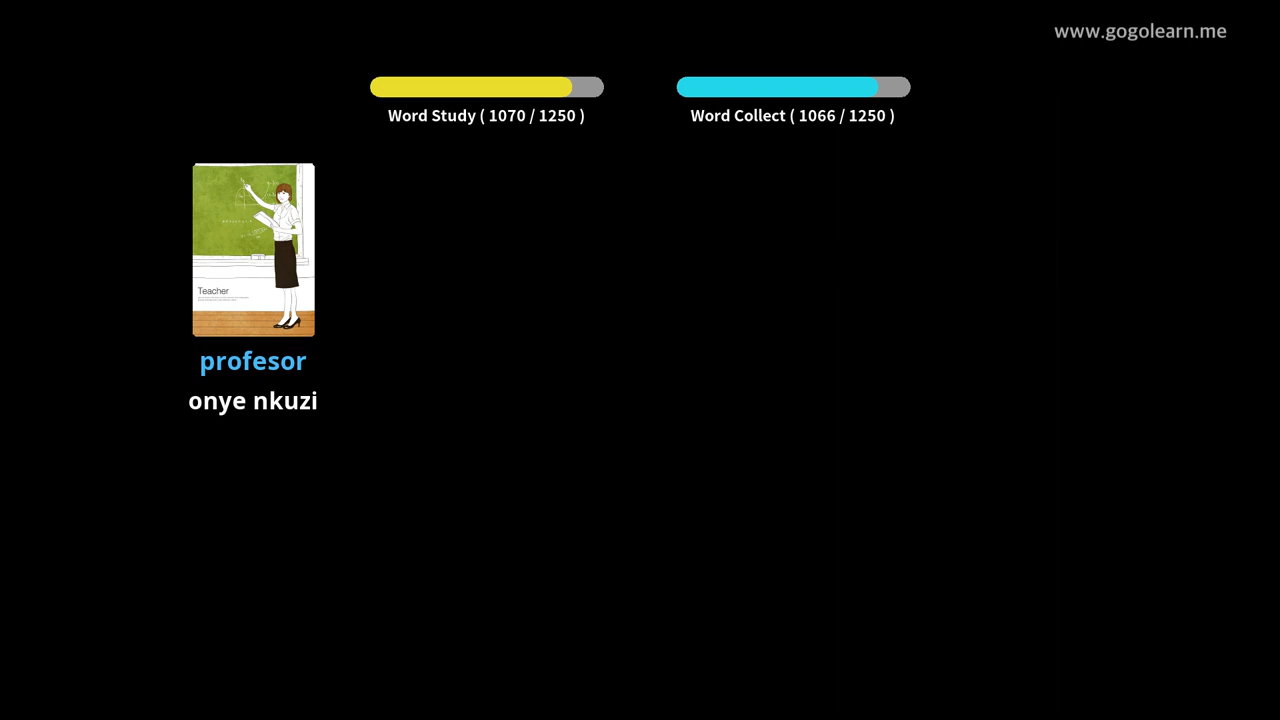 www.gogolearn.me
Word Study ( 1070 / 1250 )
Word Collect ( 1066 / 1250 )
Teacher
profesor
onye nkuzi